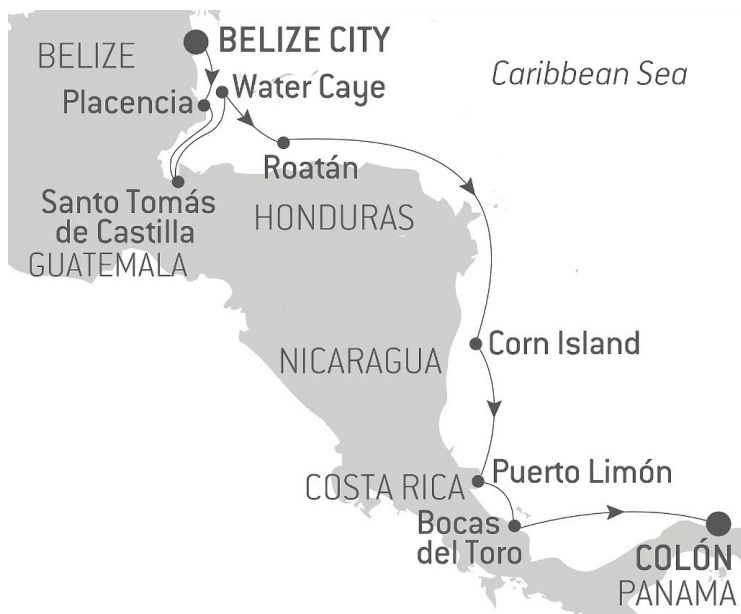 BELIZE CITY
BELIZE
Caribbean Sea
Water Caye
Placencia
Roatán
Santo Tomás
de Castilla
HONDURAS
GUATEMALA
Corn Island
NICARAGUA
Puerto Limón
COSTA RICA
Bocas
del Toro
COLÓN
PANAMA